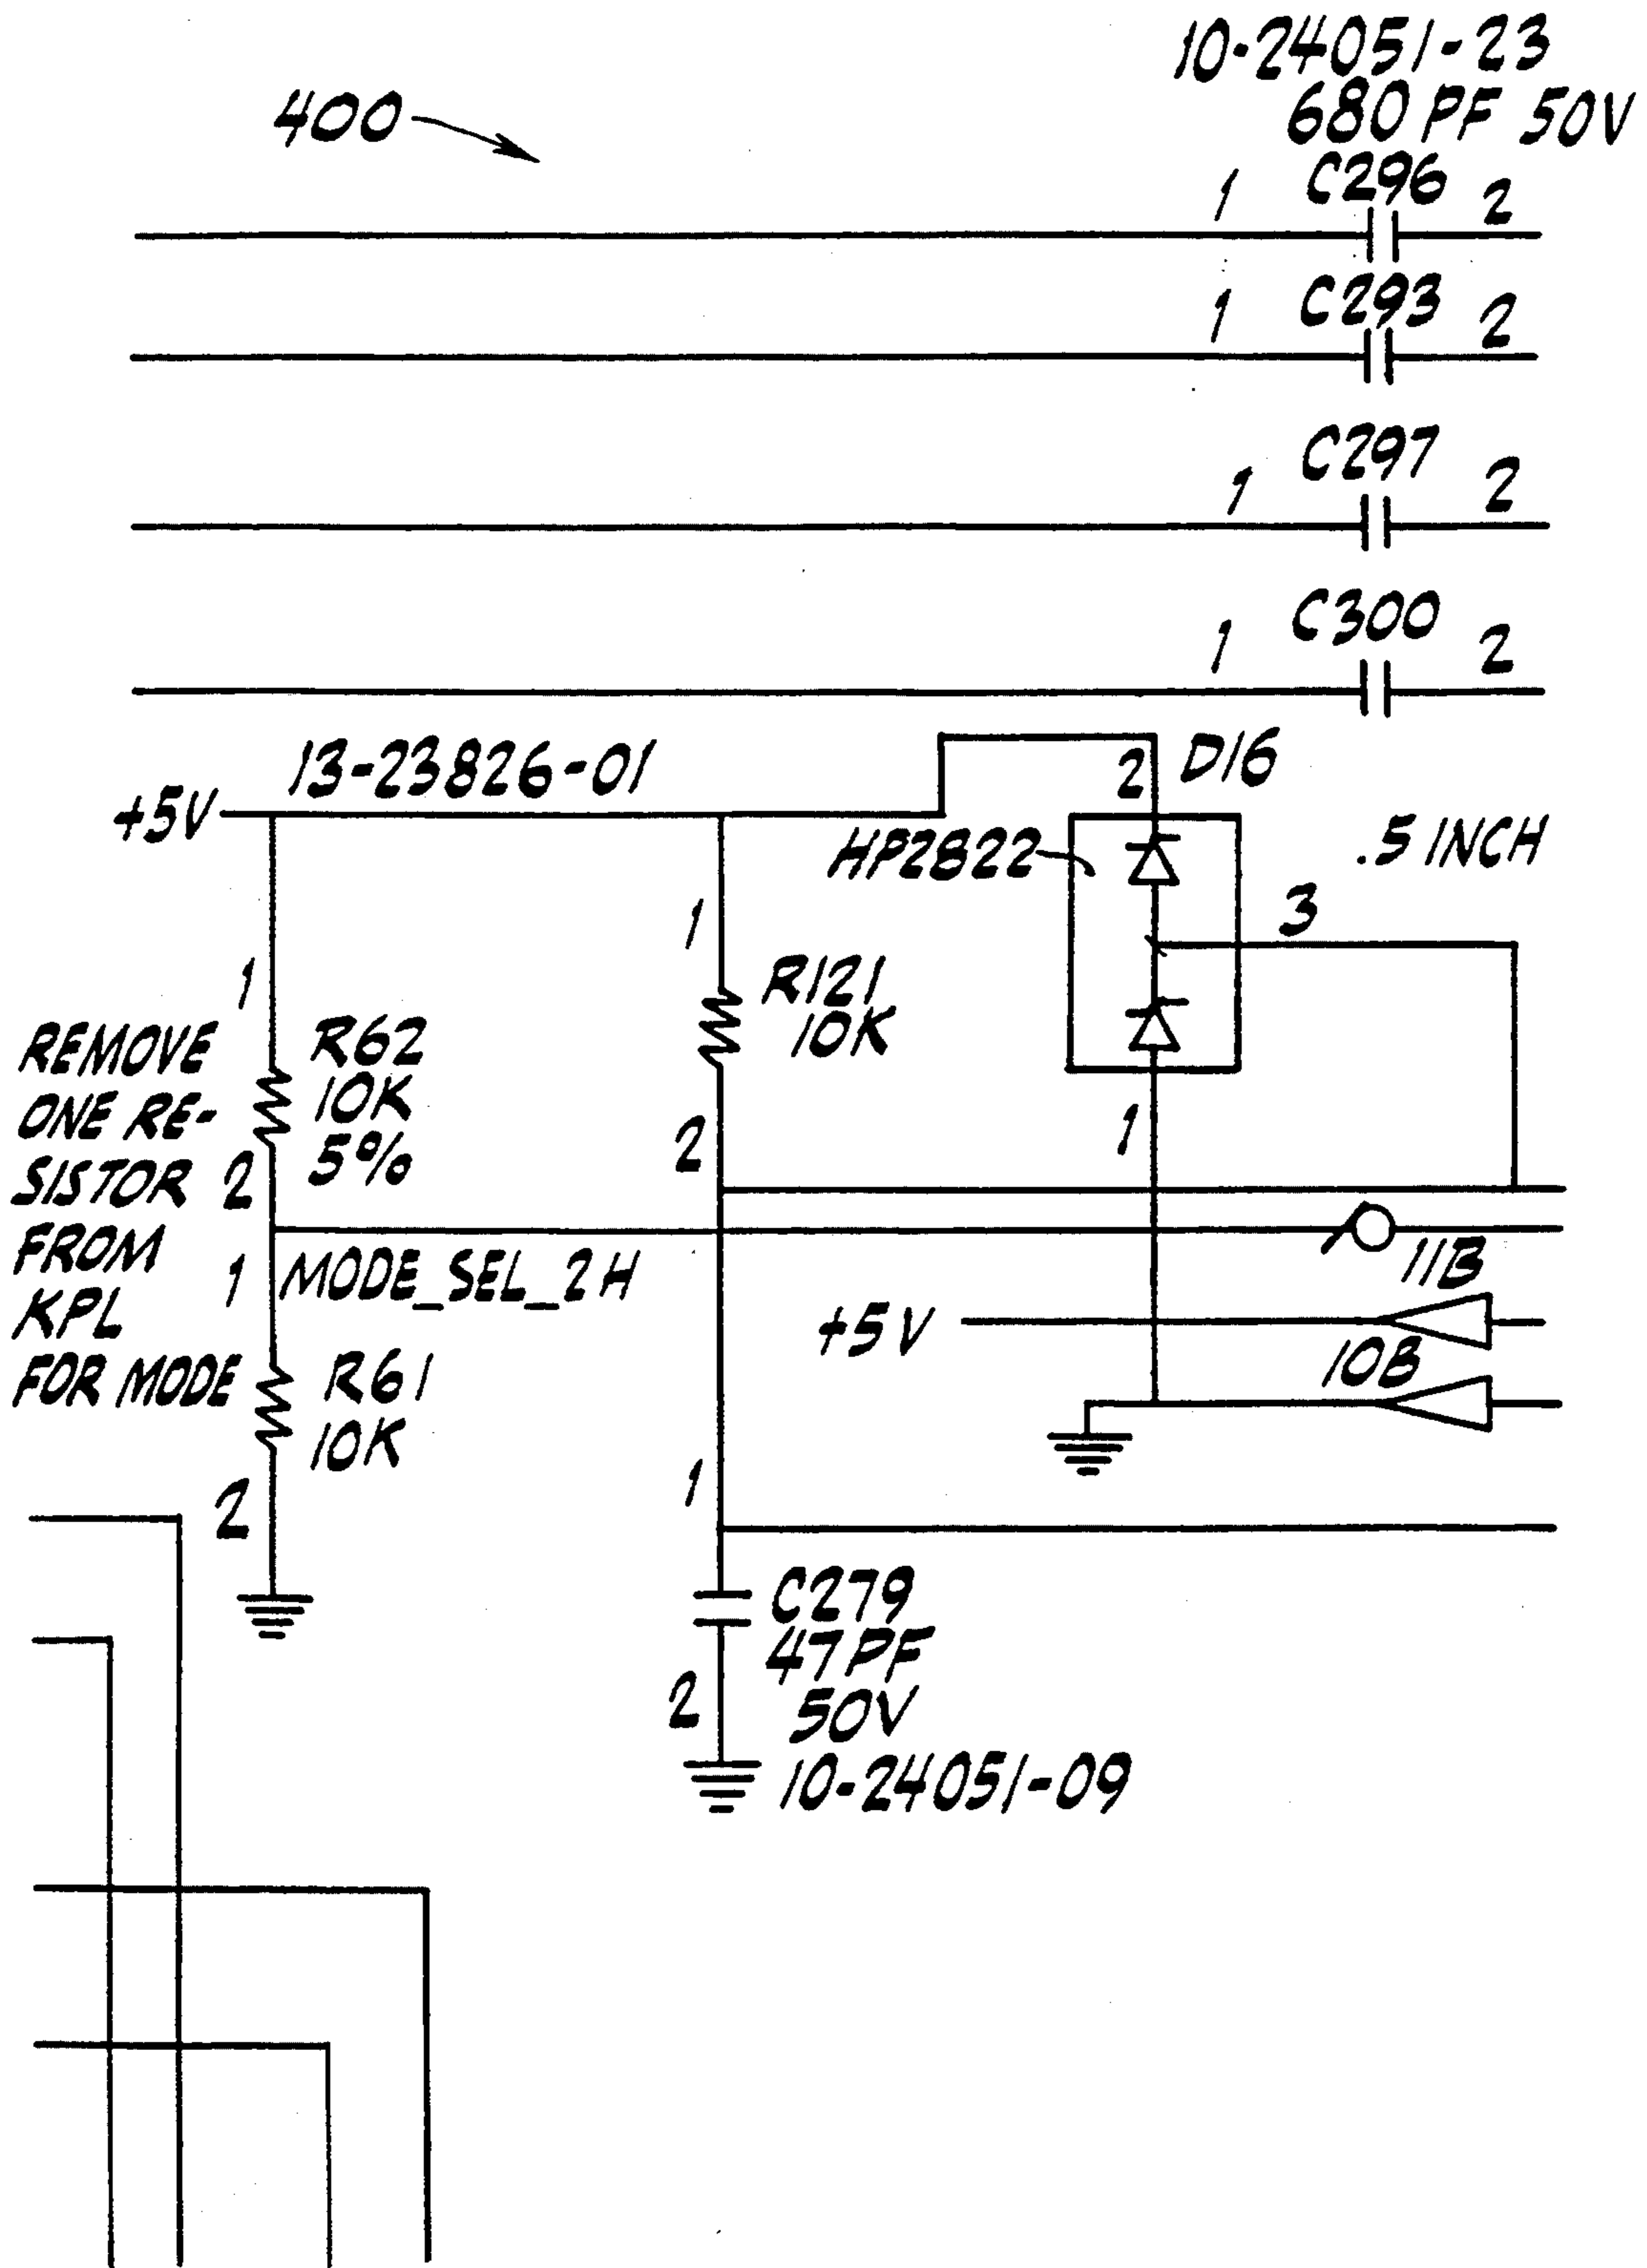 10-24051-23
680 PF 50V
400
1 C296 2
1 C293 2
1 C297 2
1 C300 2
13-23826-01
+5V
2 D16
HP2822
.5 INCH
3
1
R121
10K
2
1
R62
10K
5%
2
REMOVE
ONE RE-
SISTOR
FROM
KPL
FOR MODE
1
11B
1 MODE_SEL_2H
+5V
10B
R61
10K
2
1
C279
47PF
50V
2
10-24051-09